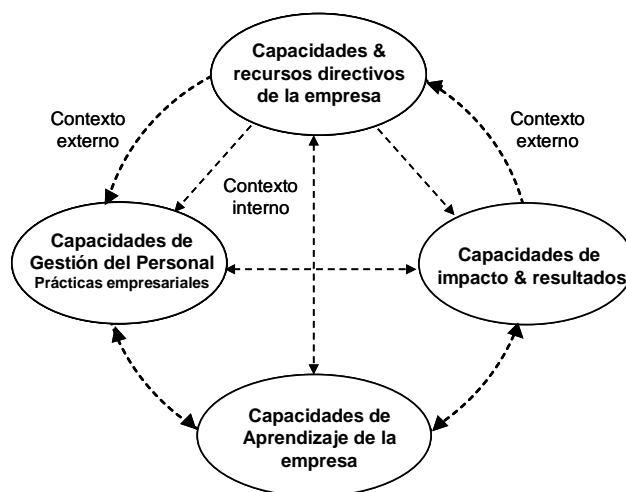 Capacidades &
recursos directivos
de la empresa
Contexto
externo
Contexto
externo
Contexto
interno
Capacidades de
Gestión del Personal
Prácticas empresariales
Capacidades de
impacto & resultados
Capacidades de
Aprendizaje de la
empresa